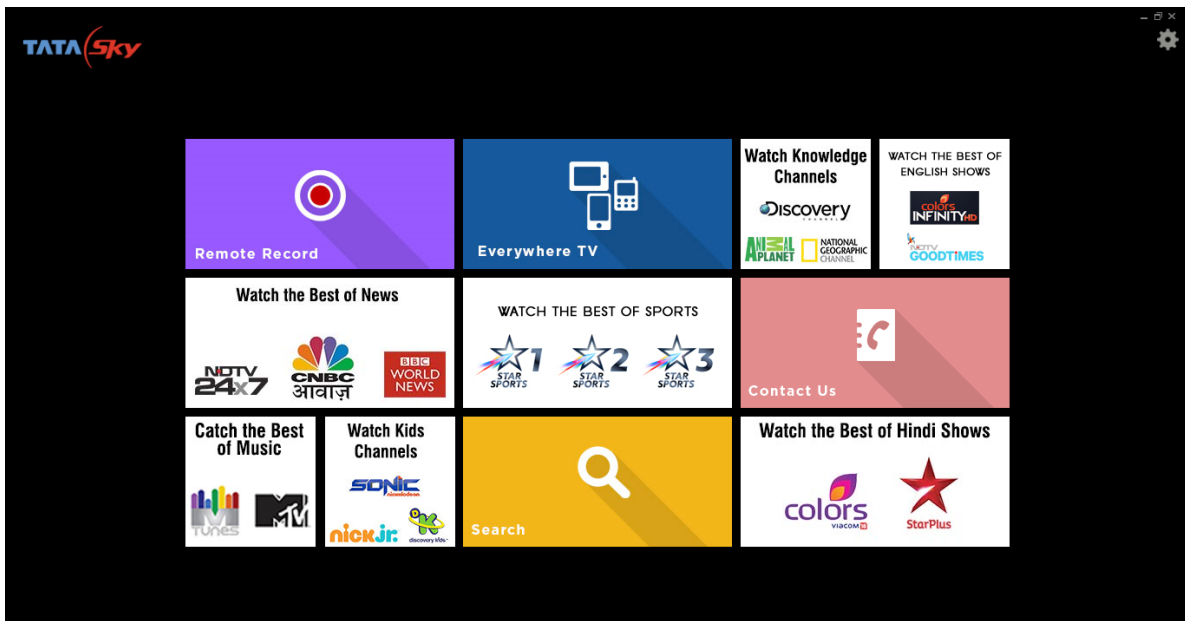 TATA Sky
Remote Record
Everywhere TV
Watch Knowledge
Channels
Discovery
CHANNEL
ANIMAL
PLANET
NATIONAL
GEOGRAPHIC
CHANNEL
WATCH THE BEST OF
ENGLISH SHOWS
colors
INFINITY HD
NDTV
GOODTIMES
Watch the Best of News
NDTV
24x7
CNBC
आवाज़
BBC
WORLD
NEWS
WATCH THE BEST OF SPORTS
1
STAR
SPORTS
2
STAR
SPORTS
3
STAR
SPORTS
Contact Us
Catch the Best
of Music
M
TUNES
MTV
Watch Kids
Channels
SONIC
nickelodeon
nick jr.
DK
discovery kids
Search
Watch the Best of Hindi Shows
colors
VIACOM 18
StarPlus